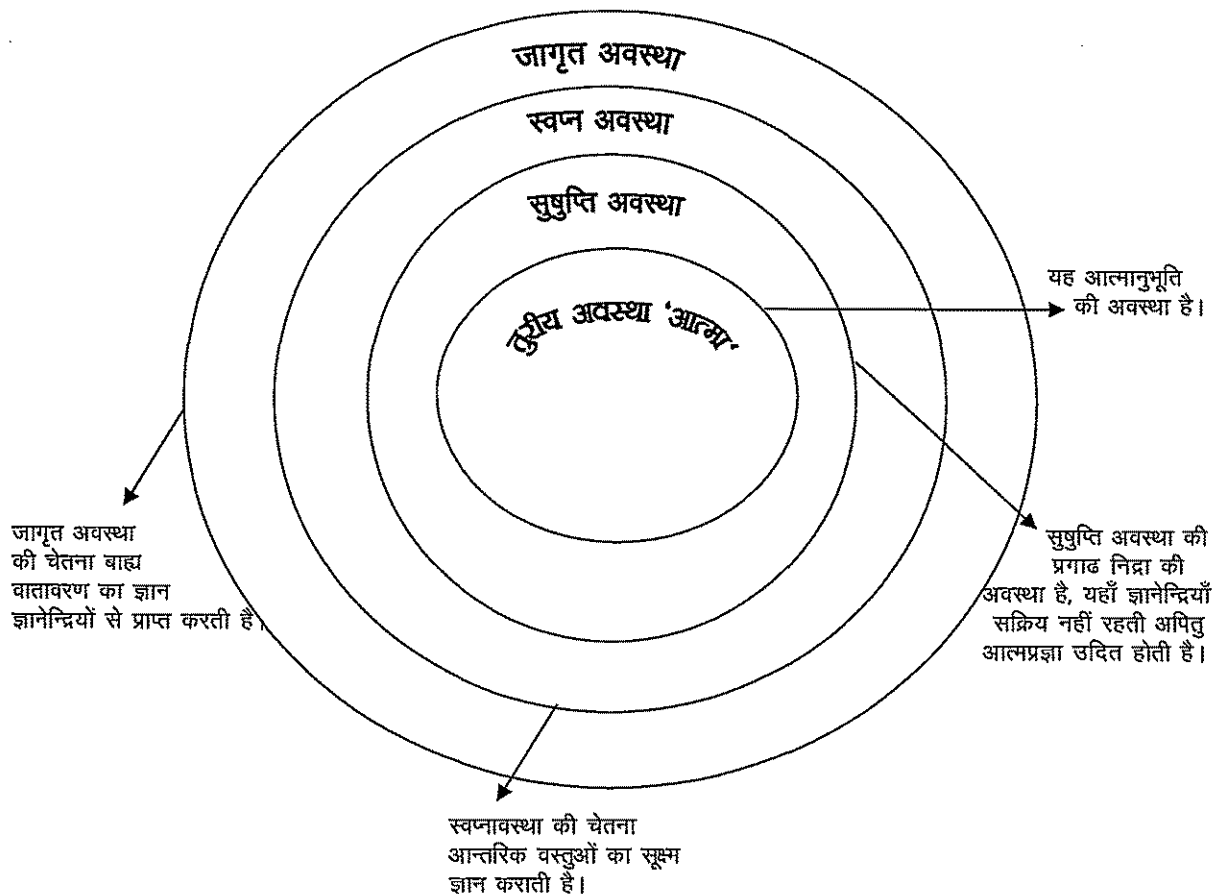 जागृत अवस्था
स्वप्न अवस्था
सुषुप्ति अवस्था
तुरीय अवस्था 'आत्मा'
यह आत्मानुभूति
की अवस्था है।
जागृत अवस्था
की चेतना बाह्य
वातावरण का ज्ञान
ज्ञानेन्द्रियों से प्राप्त करती है।
सुषुप्ति अवस्था की
प्रगाढ निद्रा की
अवस्था है, यहाँ ज्ञानेन्द्रियाँ
सक्रिय नहीं रहती अपितु
आत्मप्रज्ञा उदित होती है।
स्वप्नावस्था की चेतना
आन्तरिक वस्तुओं का सूक्ष्म
ज्ञान कराती है।